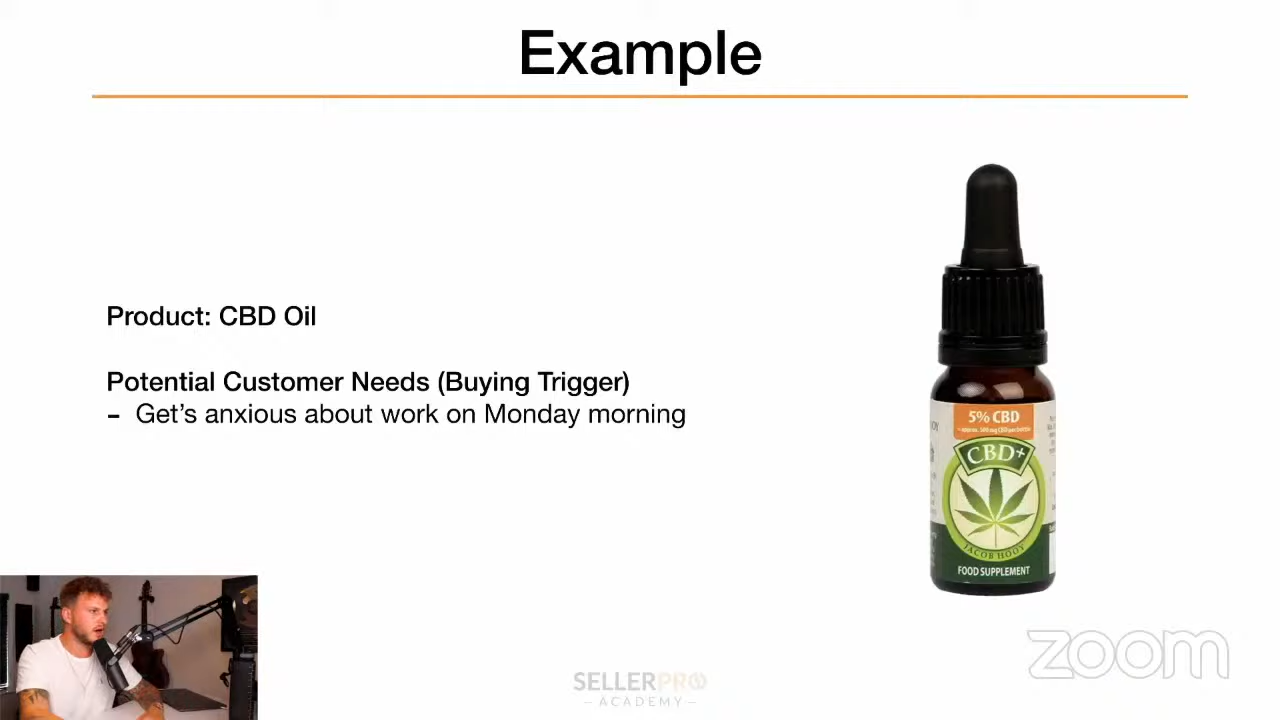 Example
Product: CBD Oil
Potential Customer Needs (Buying Trigger)
– Get's anxious about work on Monday morning
5% CBD
CBD+
JACOB HOOY
FOOD SUPPLEMENT
zoom
SELLERPRO
–ACADEMY–